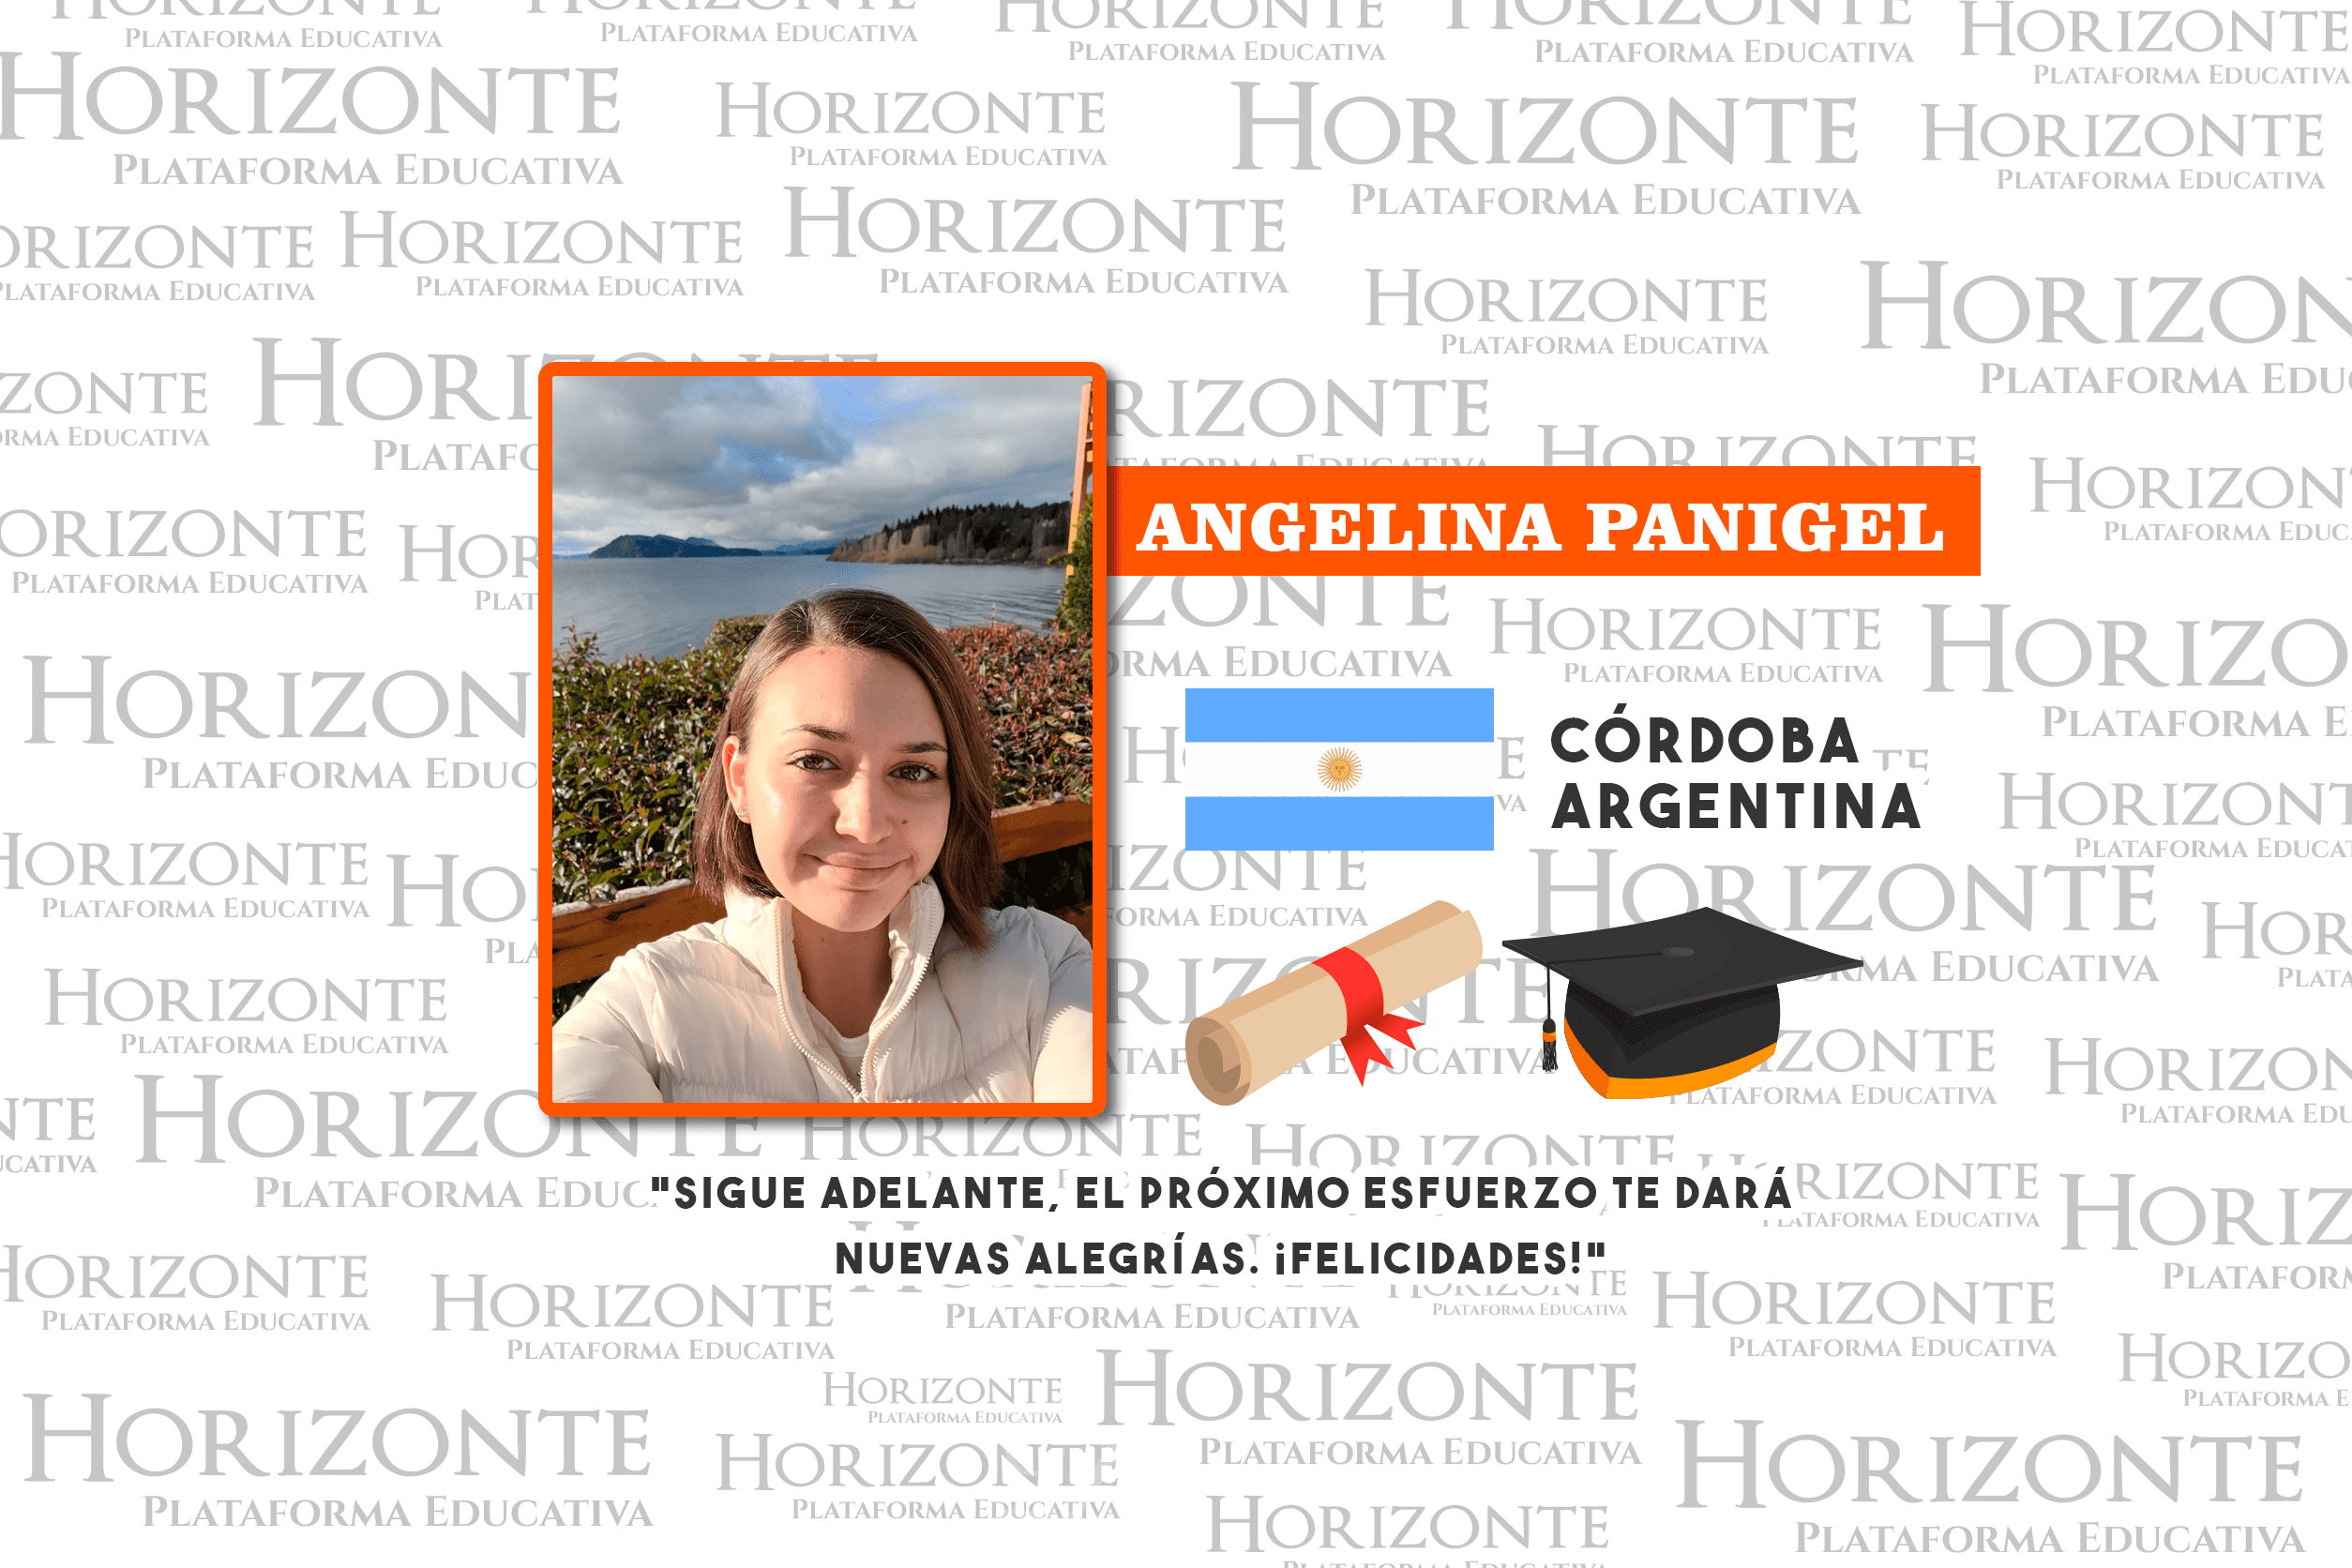 HORIZONTE
PLATAFORMA EDUCATIVA
ANGELINA PANIGEL
CÓRDOBA
ARGENTINA
"SIGUE ADELANTE, EL PRÓXIMO ESFUERZO TE DARÁ
NUEVAS ALEGRÍAS. ¡FELICIDADES!"